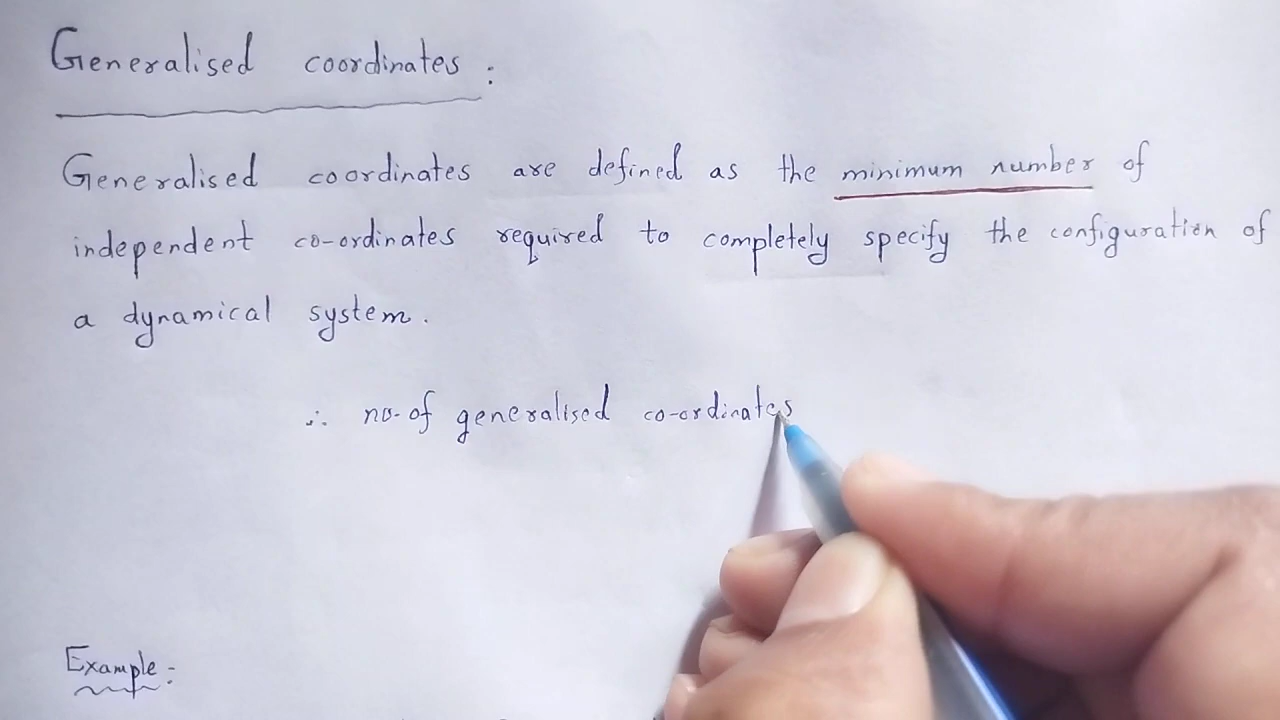 Generalised coordinates :
Generalised coordinates are defined as the minimum number of
independent co-ordinates required to completely specify the configuration of
a dynamical system.
∴ no. of generalised co-ordinates
Example: